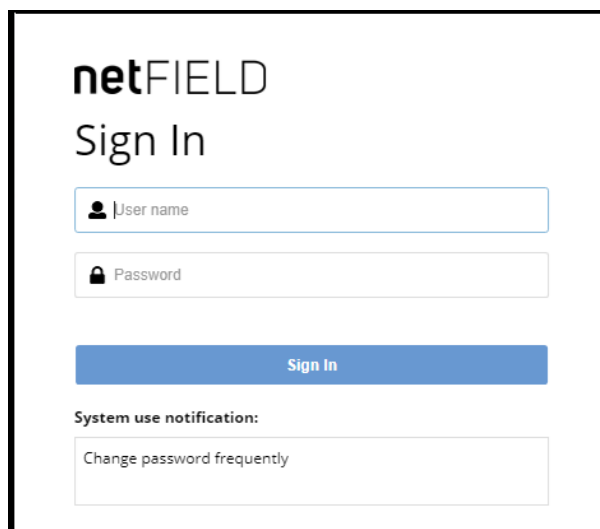 netFIELD
Sign In
User name
Password
Sign In
System use notification:
Change password frequently